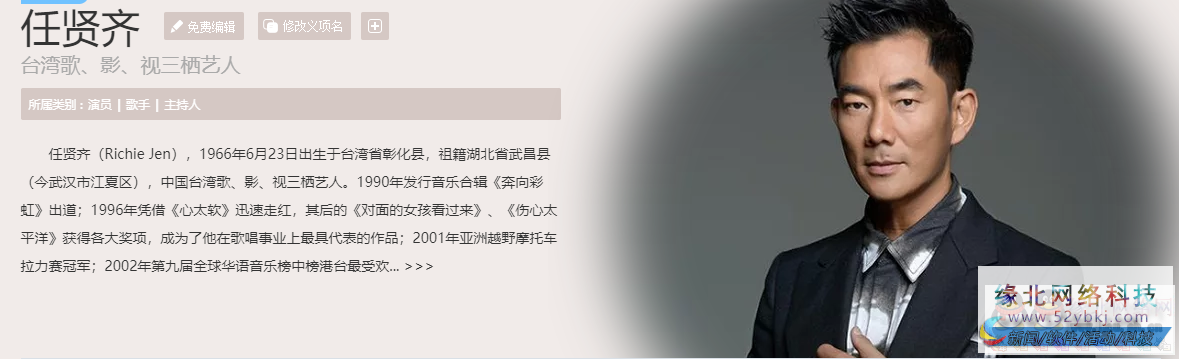 任贤齐
免费编辑
修改义项名
台湾歌、影、视三栖艺人
所属类别 : 演员 | 歌手 | 主持人
任贤齐（Richie Jen），1966年6月23日出生于台湾省彰化县，祖籍湖北省武昌县
（今武汉市江夏区），中国台湾歌、影、视三栖艺人。1990年发行音乐合辑《奔向彩
虹》出道；1996年凭借《心太软》迅速走红，其后的《对面的女孩看过来》、《伤心太
平洋》获得各大奖项，成为了他在歌唱事业上最具代表的作品；2001年亚洲越野摩托车
拉力赛冠军；2002年第九届全球华语音乐榜中榜港台最受欢... >>>
缘北网络科技
www.52ybkj.com
新闻/软件/活动/科技